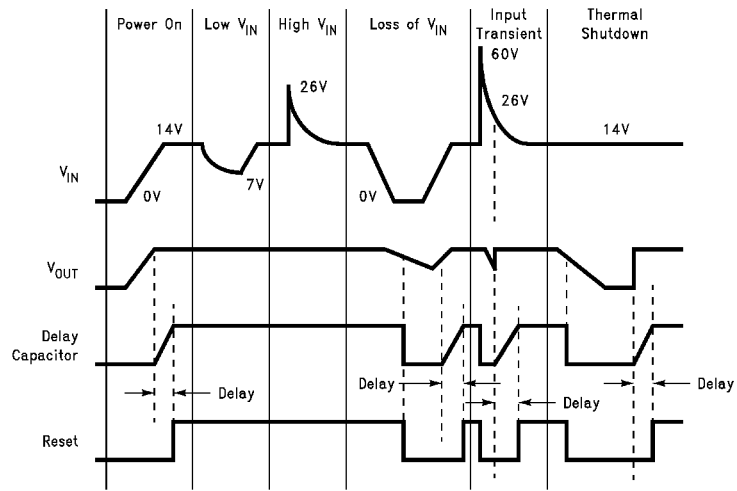 Power On
Low VIN
High VIN
Loss of VIN
Input
Transient
Thermal
Shutdown
60V
26V
26V
14V
14V
VIN
0V
7V
0V
VOUT
Delay
Capacitor
Delay
Delay
Delay
Delay
Reset